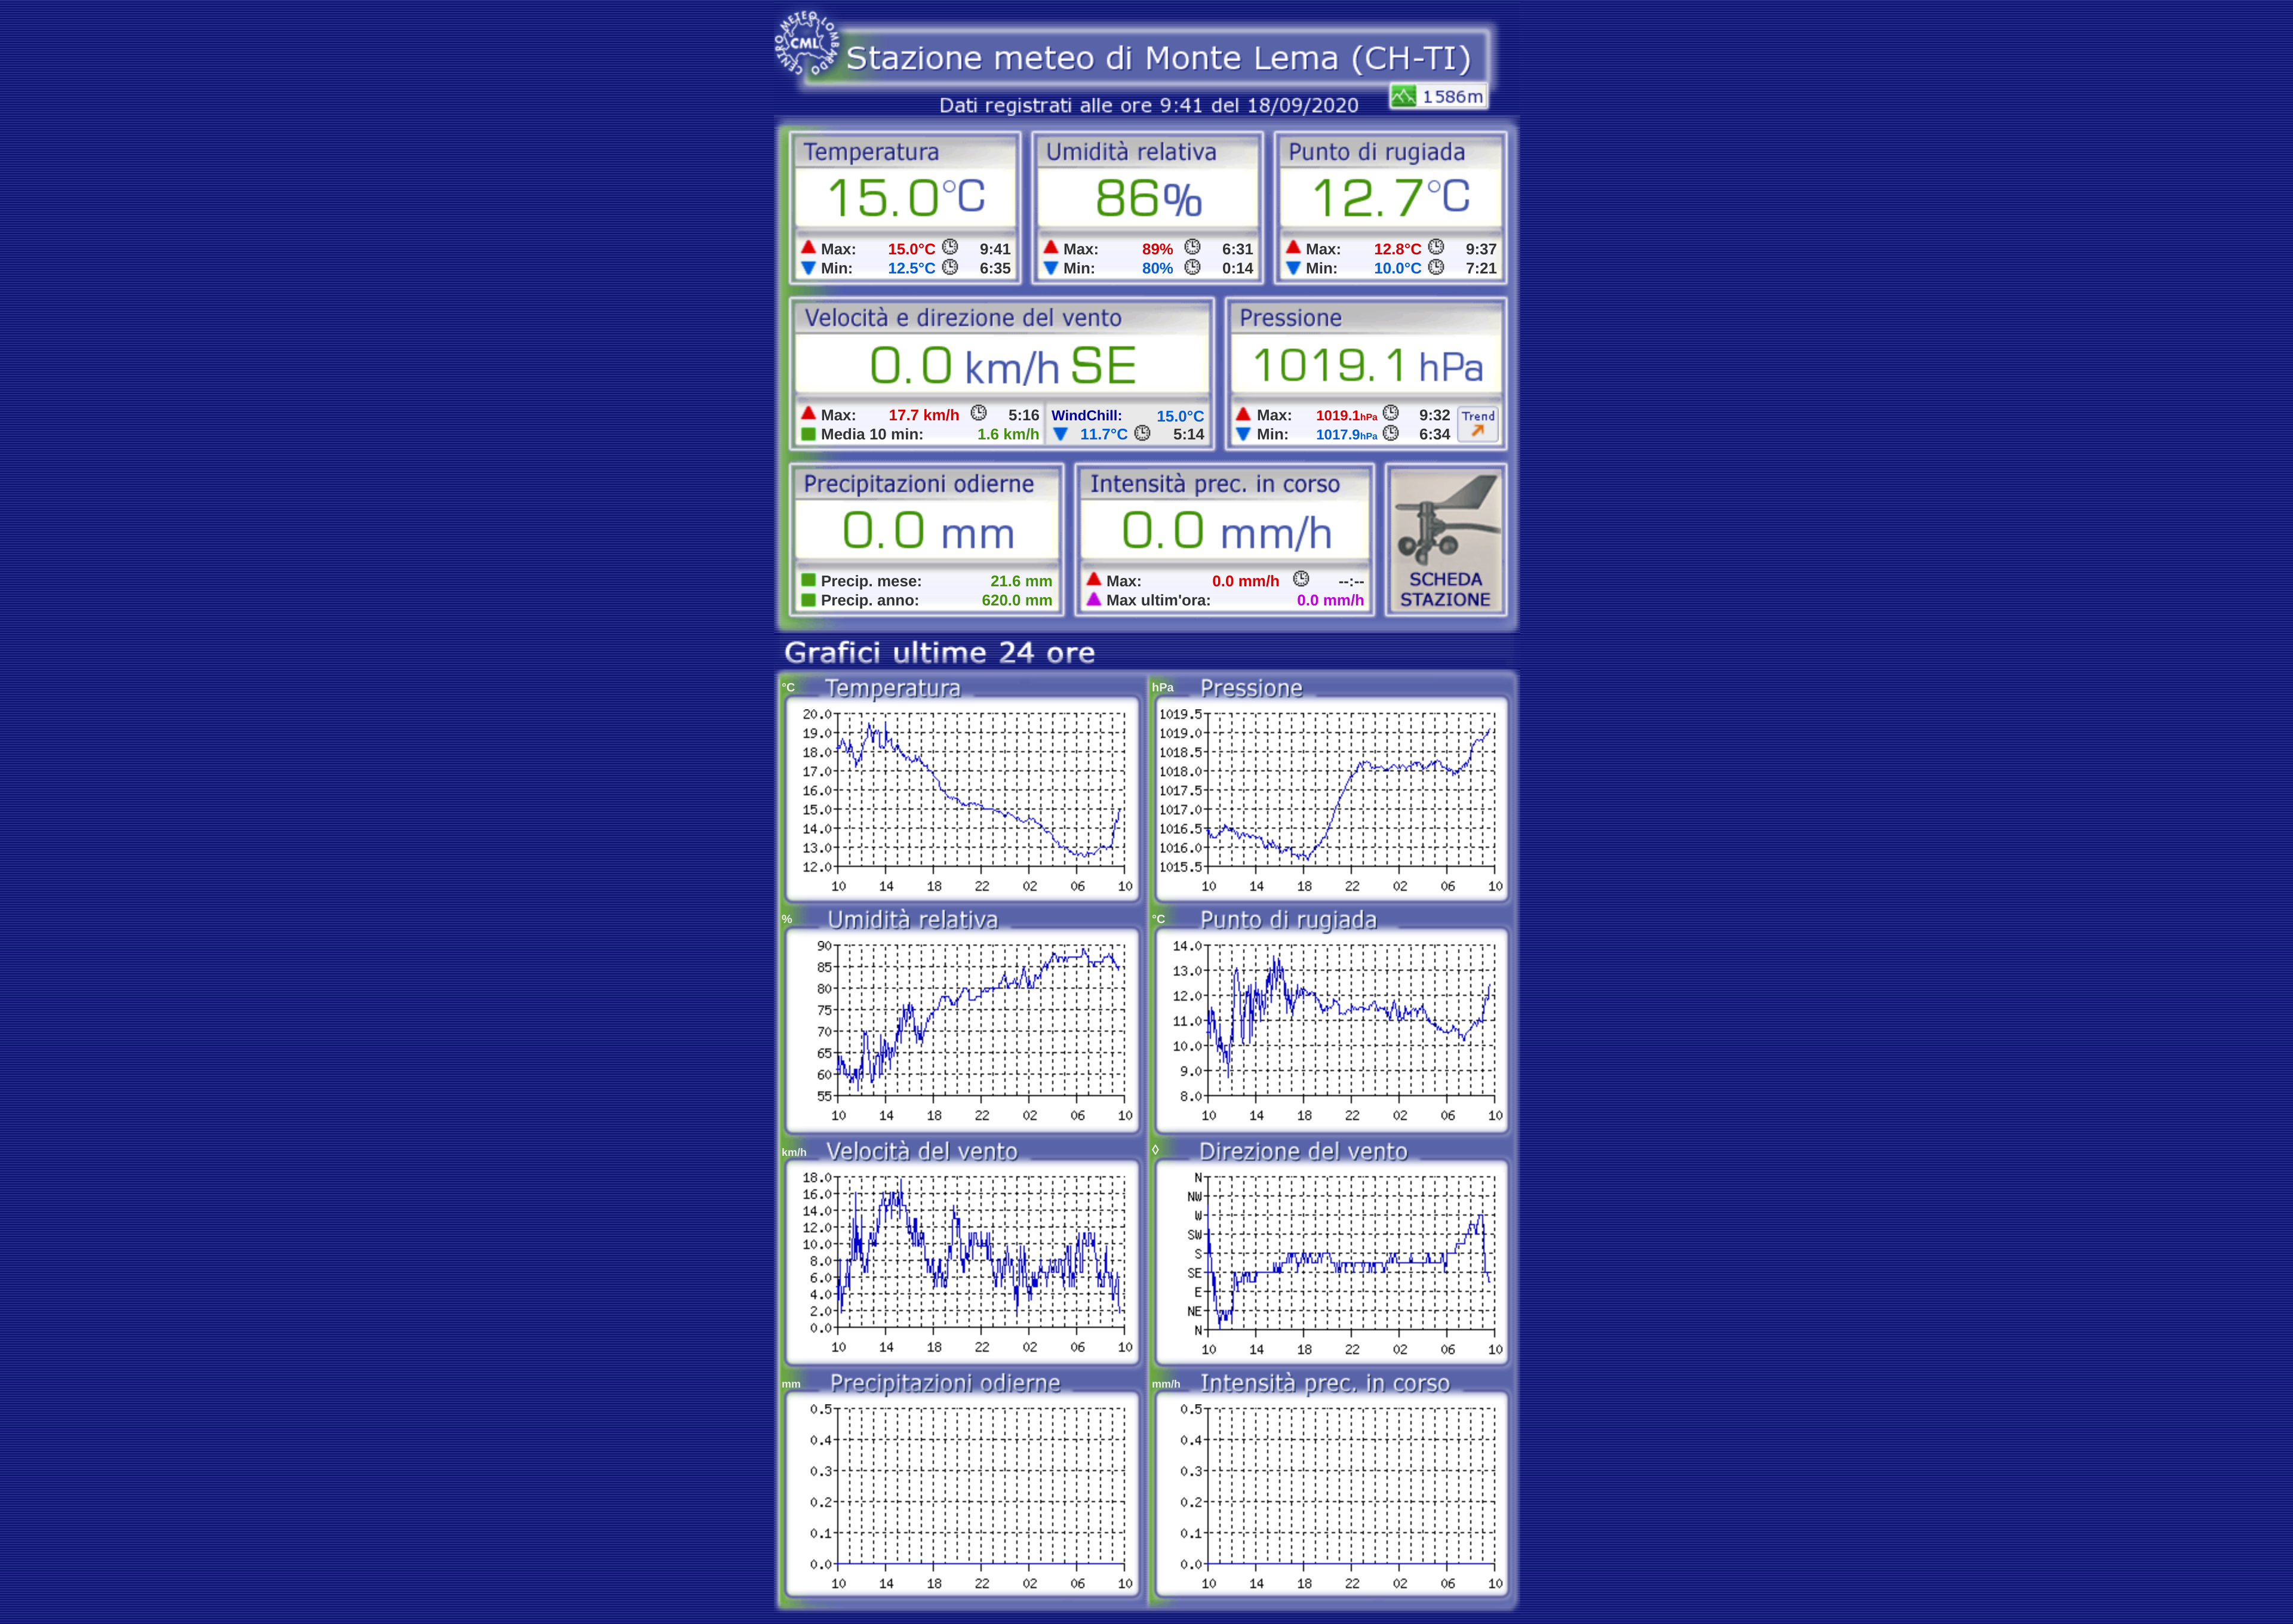 CENTRO METEO LOMBARDO
CML
Stazione meteo di Monte Lema (CH-TI)
1586m
Dati registrati alle ore 9:41 del 18/09/2020
Temperatura
15.0°C
Max: 15.0°C 9:41
Min: 12.5°C 6:35
Umidità relativa
86%
Max: 89% 6:31
Min: 80% 0:14
Punto di rugiada
12.7°C
Max: 12.8°C 9:37
Min: 10.0°C 7:21
Velocità e direzione del vento
0.0 km/h SE
Max: 17.7 km/h 5:16
Media 10 min: 1.6 km/h
WindChill: 15.0°C
11.7°C 5:14
Pressione
1019.1 hPa
Max: 1019.1hPa 9:32
Min: 1017.9hPa 6:34
Trend
Precipitazioni odierne
0.0 mm
Precip. mese: 21.6 mm
Precip. anno: 620.0 mm
Intensità prec. in corso
0.0 mm/h
Max: 0.0 mm/h --:--
Max ultim'ora: 0.0 mm/h
SCHEDA
STAZIONE
Grafici ultime 24 ore
°C Temperatura
20.0
19.0
18.0
17.0
16.0
15.0
14.0
13.0
12.0
10 14 18 22 02 06 10
hPa Pressione
1019.5
1019.0
1018.5
1018.0
1017.5
1017.0
1016.5
1016.0
1015.5
10 14 18 22 02 06 10
% Umidità relativa
90
85
80
75
70
65
60
55
10 14 18 22 02 06 10
°C Punto di rugiada
14.0
13.0
12.0
11.0
10.0
9.0
8.0
10 14 18 22 02 06 10
km/h Velocità del vento
18.0
16.0
14.0
12.0
10.0
8.0
6.0
4.0
2.0
0.0
10 14 18 22 02 06 10
◊ Direzione del vento
N
NW
W
SW
S
SE
E
NE
N
10 14 18 22 02 06 10
mm Precipitazioni odierne
0.5
0.4
0.3
0.2
0.1
0.0
10 14 18 22 02 06 10
mm/h Intensità prec. in corso
0.5
0.4
0.3
0.2
0.1
0.0
10 14 18 22 02 06 10